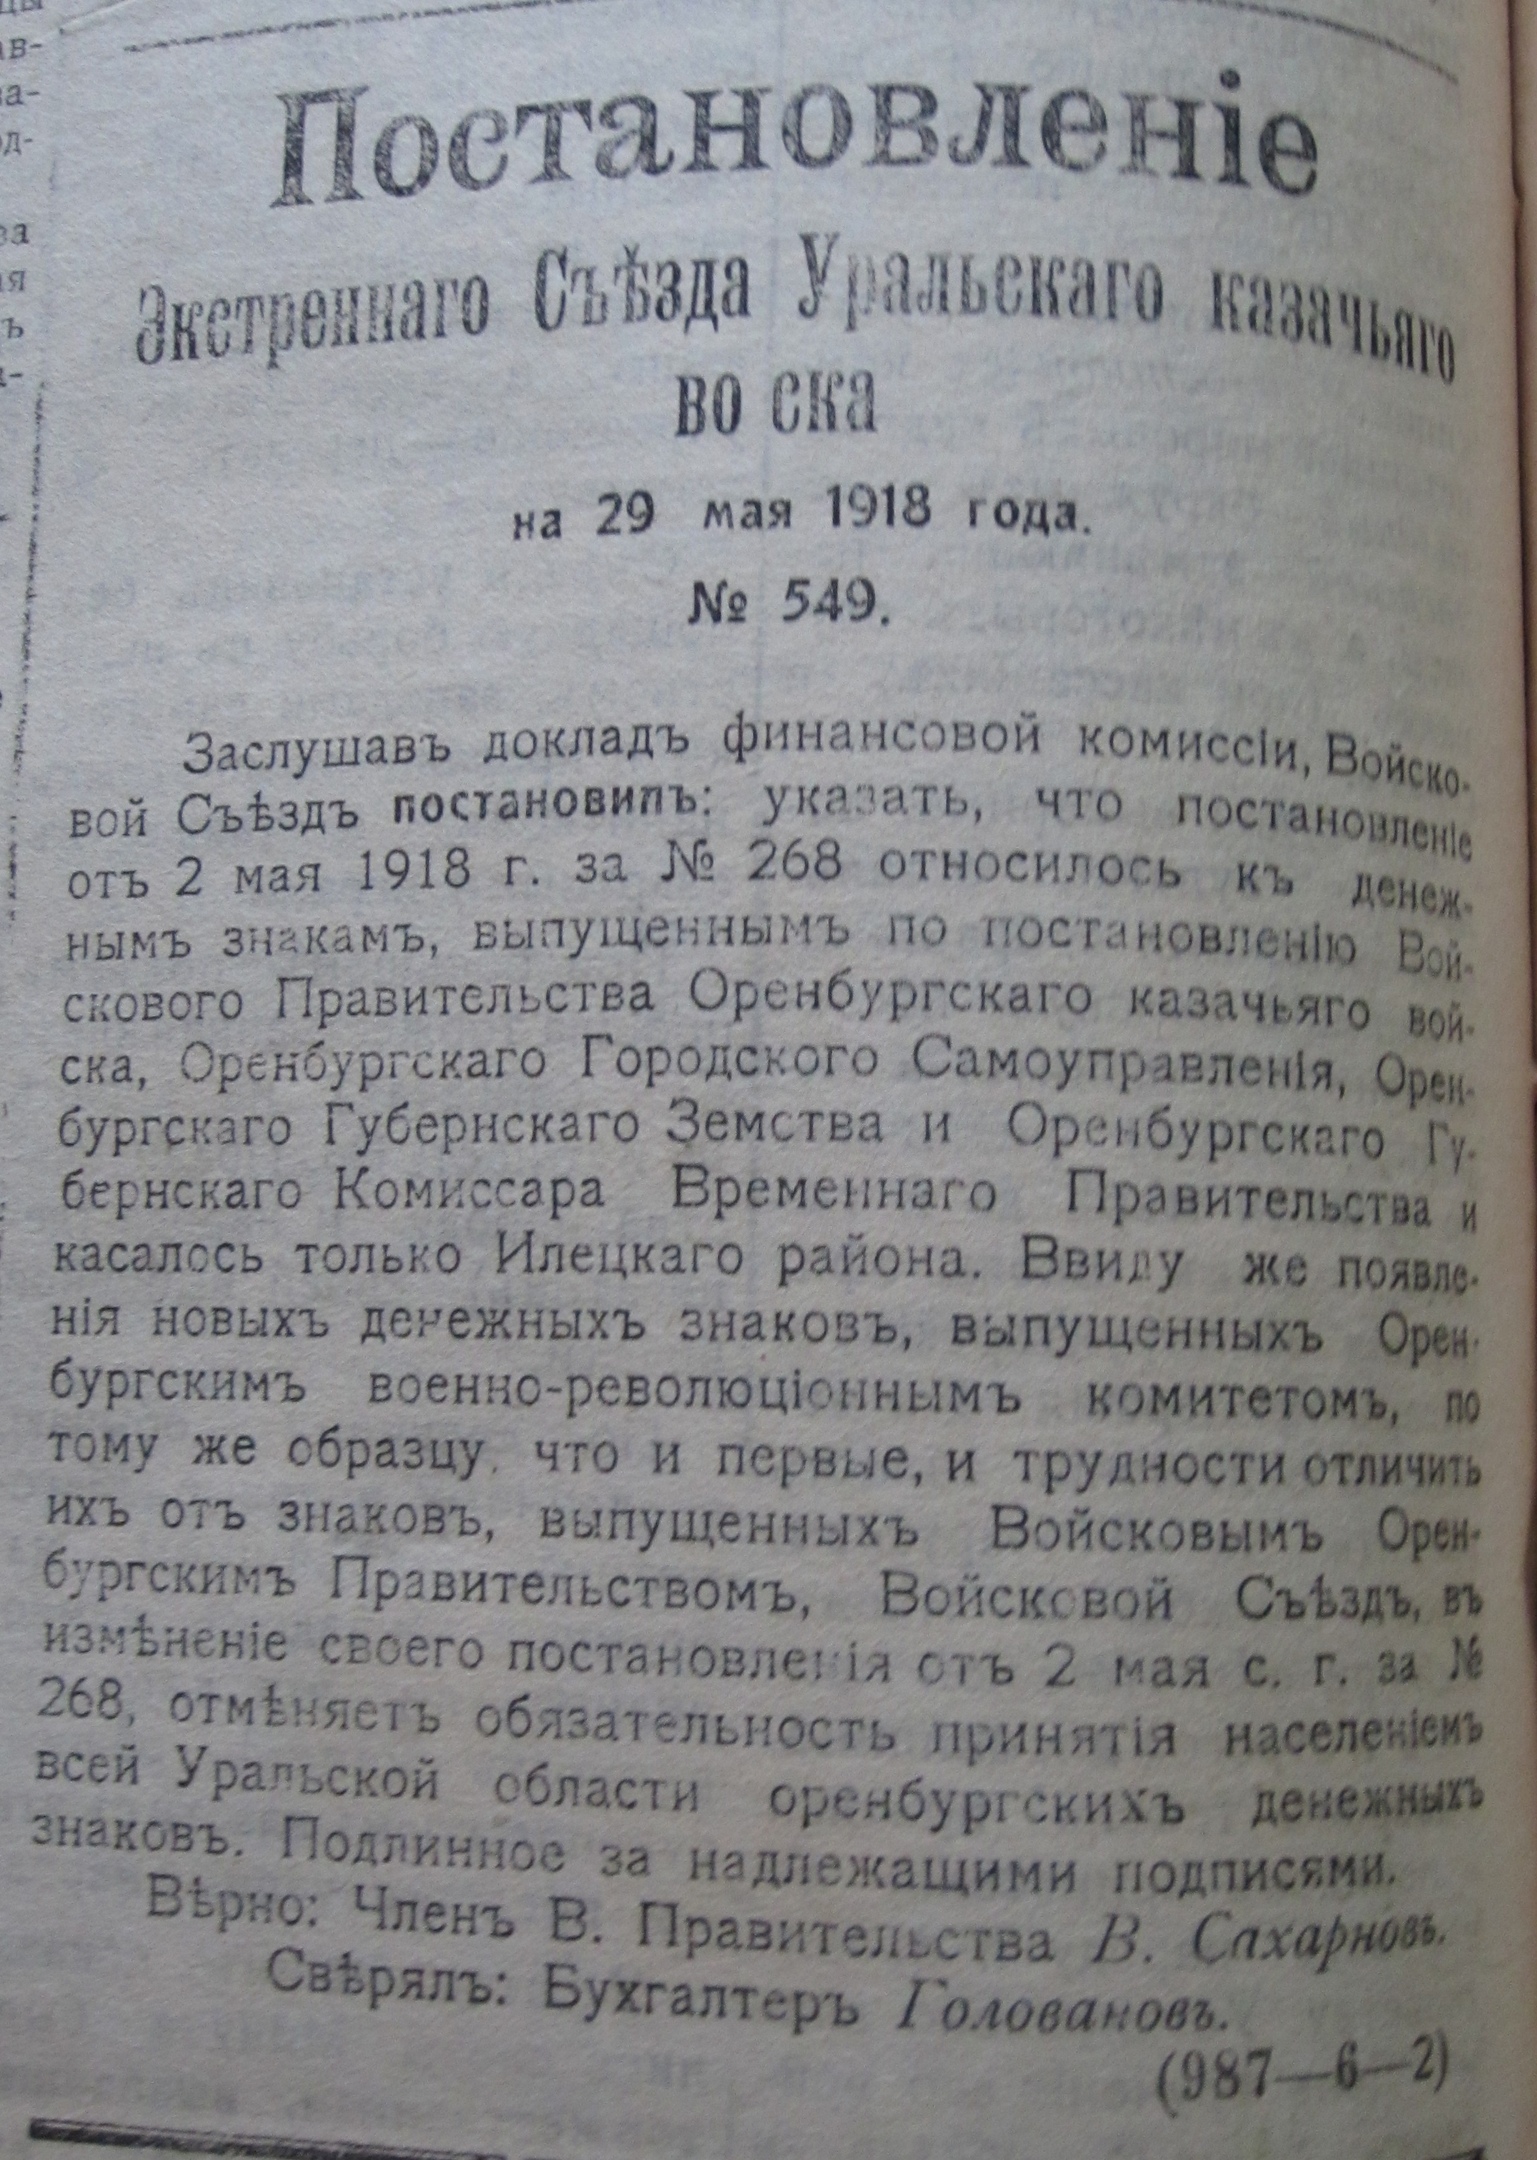 Постановленіе
Экстреннаго Съѣзда Уральскаго казачьяго
во ска
на 29 мая 1918 года.
№ 549.
Заслушавъ докладъ финансовой комиссіи, Войско-
вой Съѣздъ постановилъ: указать, что постановленіе
отъ 2 мая 1918 г. за № 268 относилось къ денеж-
нымъ знакамъ, выпущеннымъ по постановленію Вой-
скового Правительства Оренбургскаго казачьяго вой-
ска, Оренбургскаго Городского Самоуправленія, Орен-
бургскаго Губернскаго Земства и Оренбургскаго Гу-
бернскаго Комиссара Временнаго Правительства и
касалось только Илецкаго района. Ввиду же появле-
нія новыхъ денежныхъ знаковъ, выпущенныхъ Орен-
бургскимъ военно-революціоннымъ комитетомъ, по
тому же образцу, что и первые, и трудности отличить
ихъ отъ знаковъ, выпущенныхъ Войсковымъ Орен-
бургскимъ Правительствомъ, Войсковой Съѣздъ, въ
измѣненіе своего постановленія отъ 2 мая с. г. за №
268, отмѣняетъ обязательность принятія населеніемъ
всей Уральской области оренбургскихъ денежныхъ
знаковъ. Подлинное за надлежащими подписями.
Вѣрно: Членъ В. Правительства В. Сахарновъ.
Свѣрялъ: Бухгалтеръ Головановъ.
(987—6—2)